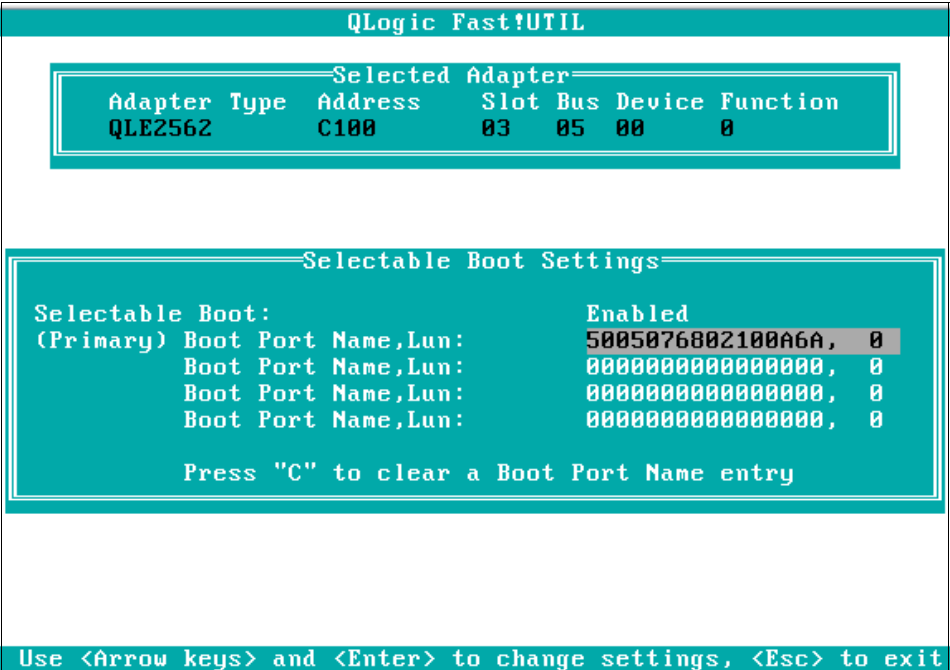 QLogic Fast!UTIL
Selected Adapter
Adapter Type Address Slot Bus Device Function
QLE2562 C100 03 05 00 0
Selectable Boot Settings
Selectable Boot: Enabled
(Primary) Boot Port Name,Lun: 5005076802100A6A, 0
Boot Port Name,Lun: 0000000000000000, 0
Boot Port Name,Lun: 0000000000000000, 0
Boot Port Name,Lun: 0000000000000000, 0
Press "C" to clear a Boot Port Name entry
Use <Arrow keys> and <Enter> to change settings, <Esc> to exit